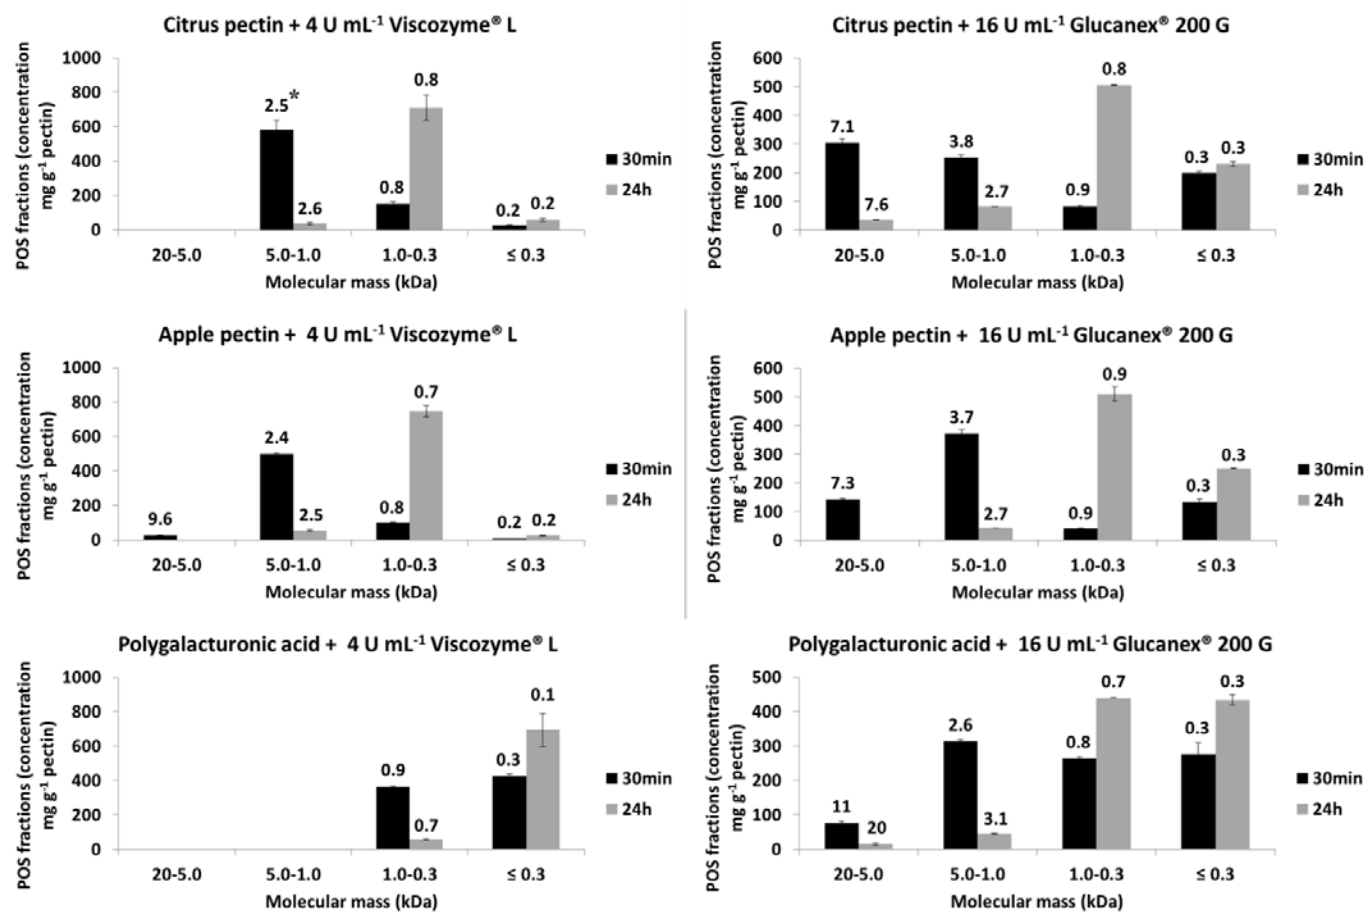 Citrus pectin + 4 U mL⁻¹ Viscozyme® L
POS fractions (concentration
mg g⁻¹ pectin)
1000
800
600
400
200
0
2.5*
2.6
0.8
0.8
0.2
0.2
30min
24h
20-5.0 5.0-1.0 1.0-0.3 ≤ 0.3
Molecular mass (kDa)
Citrus pectin + 16 U mL⁻¹ Glucanex® 200 G
POS fractions (concentration
mg g⁻¹ pectin)
600
500
400
300
200
100
0
7.1
7.6
3.8
2.7
0.9
0.8
0.3
0.3
30min
24h
20-5.0 5.0-1.0 1.0-0.3 ≤ 0.3
Molecular mass (kDa)
Apple pectin + 4 U mL⁻¹ Viscozyme® L
POS fractions (concentration
mg g⁻¹ pectin)
1000
800
600
400
200
0
9.6
2.4
2.5
0.8
0.7
0.2
0.2
30min
24h
20-5.0 5.0-1.0 1.0-0.3 ≤ 0.3
Molecular mass (kDa)
Apple pectin + 16 U mL⁻¹ Glucanex® 200 G
POS fractions (concentration
mg g⁻¹ pectin)
600
500
400
300
200
100
0
7.3
3.7
2.7
0.9
0.9
0.3
0.3
30min
24h
20-5.0 5.0-1.0 1.0-0.3 ≤ 0.3
Molecular mass (kDa)
Polygalacturonic acid + 4 U mL⁻¹ Viscozyme® L
POS fractions (concentration
mg g⁻¹ pectin)
1000
800
600
400
200
0
0.9
0.7
0.3
0.1
30min
24h
20-5.0 5.0-1.0 1.0-0.3 ≤ 0.3
Molecular mass (kDa)
Polygalacturonic acid + 16 U mL⁻¹ Glucanex® 200 G
POS fractions (concentration
mg g⁻¹ pectin)
500
400
300
200
100
0
11
20
2.6
3.1
0.8
0.7
0.3
0.3
30min
24h
20-5.0 5.0-1.0 1.0-0.3 ≤ 0.3
Molecular mass (kDa)